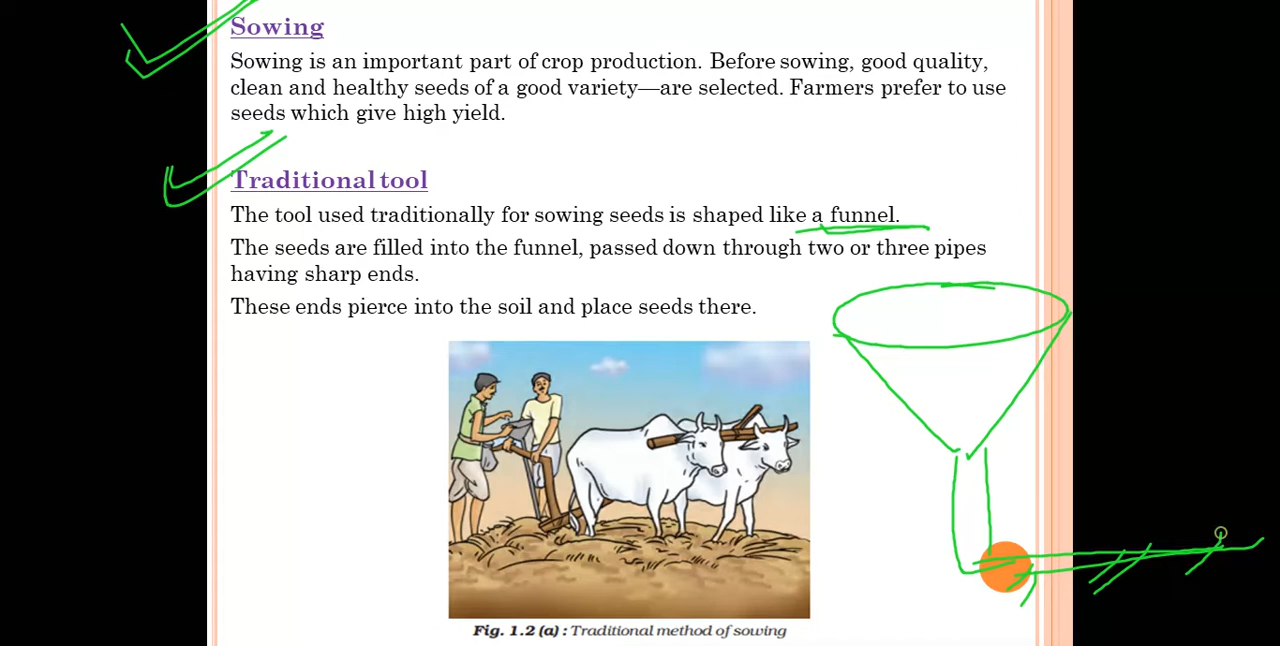 Sowing
Sowing is an important part of crop production. Before sowing, good quality,
clean and healthy seeds of a good variety—are selected. Farmers prefer to use
seeds which give high yield.
Traditional tool
The tool used traditionally for sowing seeds is shaped like a funnel.
The seeds are filled into the funnel, passed down through two or three pipes
having sharp ends.
These ends pierce into the soil and place seeds there.
Fig. 1.2 (a) : Traditional method of sowing